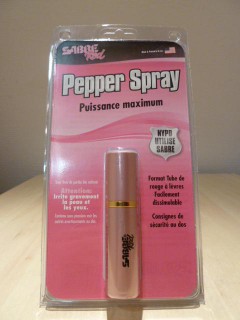 SABRE
Red
Pepper Spray
Puissance maximum
NYPD
UTILISE
SABRE
Attention:
Irrite gravement
la peau et
les yeux.
Format Tube de
rouge à lèvres
Facilement
dissimulable
Consignes de
sécurité au dos
SABRE
Red